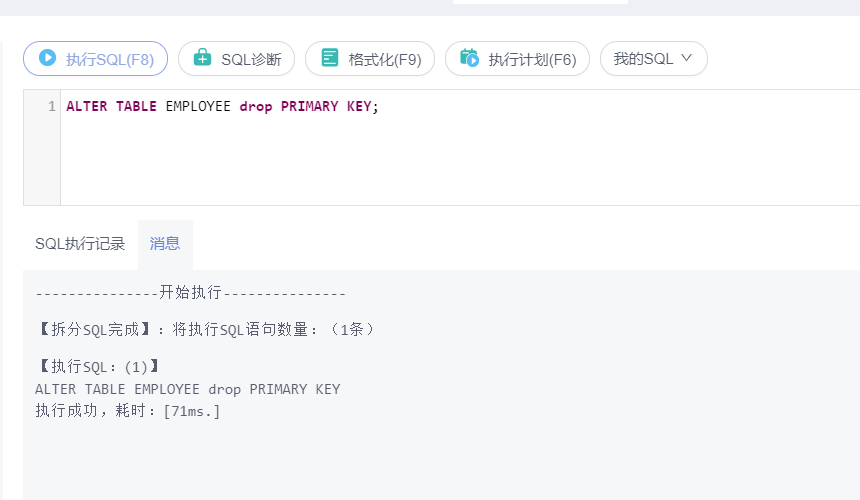 执行SQL(F8) SQL诊断 格式化(F9) 执行计划(F6) 我的SQL
1 ALTER TABLE EMPLOYEE drop PRIMARY KEY;
SQL执行记录 消息
---------------开始执行---------------
【拆分SQL完成】：将执行SQL语句数量：（1条）
【执行SQL：(1)】
ALTER TABLE EMPLOYEE drop PRIMARY KEY
执行成功，耗时：[71ms.]